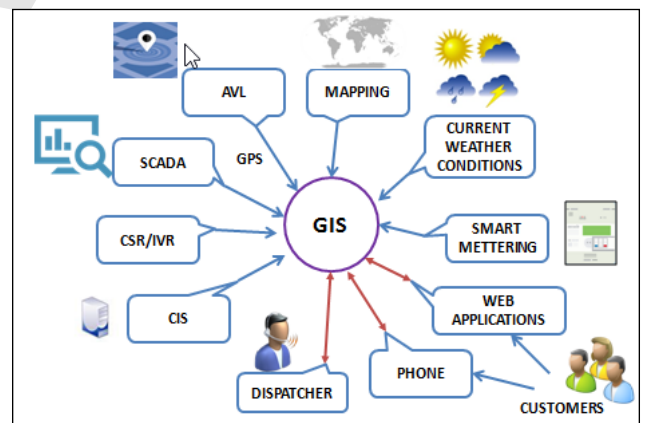 AVL
MAPPING
CURRENT
WEATHER
CONDITIONS
SCADA
GPS
GIS
CSR/IVR
SMART
METTERING
CIS
WEB
APPLICATIONS
DISPATCHER
PHONE
CUSTOMERS